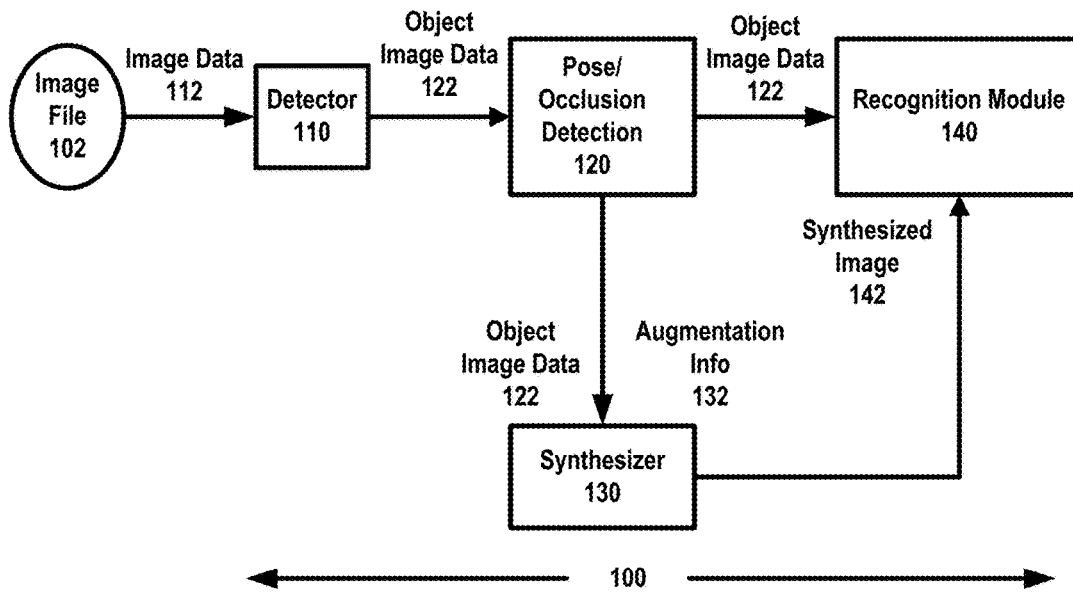 Image
File
102
Image Data
112
Detector
110
Object
Image Data
122
Pose/
Occlusion
Detection
120
Object
Image Data
122
Recognition Module
140
Synthesized
Image
142
Object
Image Data
122
Augmentation
Info
132
Synthesizer
130
100